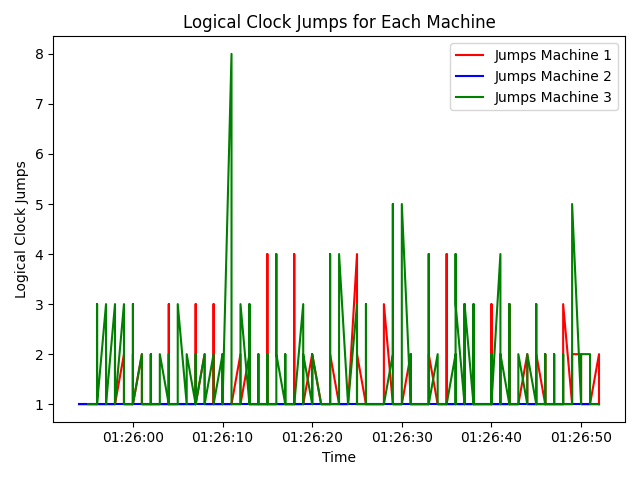 Logical Clock Jumps for Each Machine
Jumps Machine 1
Jumps Machine 2
Jumps Machine 3
Logical Clock Jumps
8
7
6
5
4
3
2
1
01:26:00 01:26:10 01:26:20 01:26:30 01:26:40 01:26:50
Time